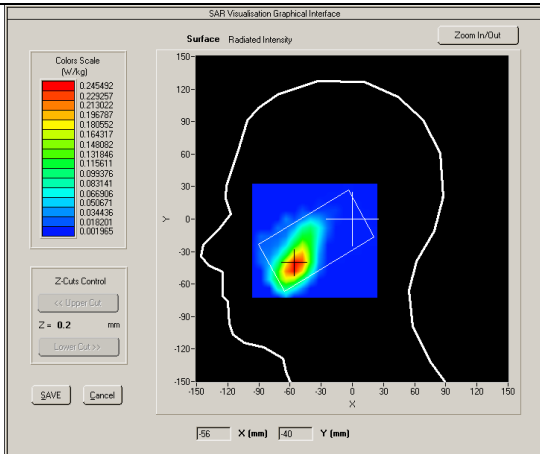 SAR Visualisation Graphical Interface
Surface Radiated Intensity
Zoom In/Out
Colors Scale
(W/kg)
0.245492
0.229257
0.213022
0.196787
0.180552
0.164317
0.148082
0.131846
0.115611
0.099376
0.083141
0.066906
0.050671
0.034436
0.018201
0.001965
Z-Cuts Control
<< Upper Cut
Z = 0.2 mm
Lower Cut >>
SAVE Cancel
150
120
90
60
30
0
-30
-60
-90
-120
-150
Y
-150 -120 -90 -60 -30 0 30 60 90 120 150
X
-56 X (mm) -40 Y (mm)